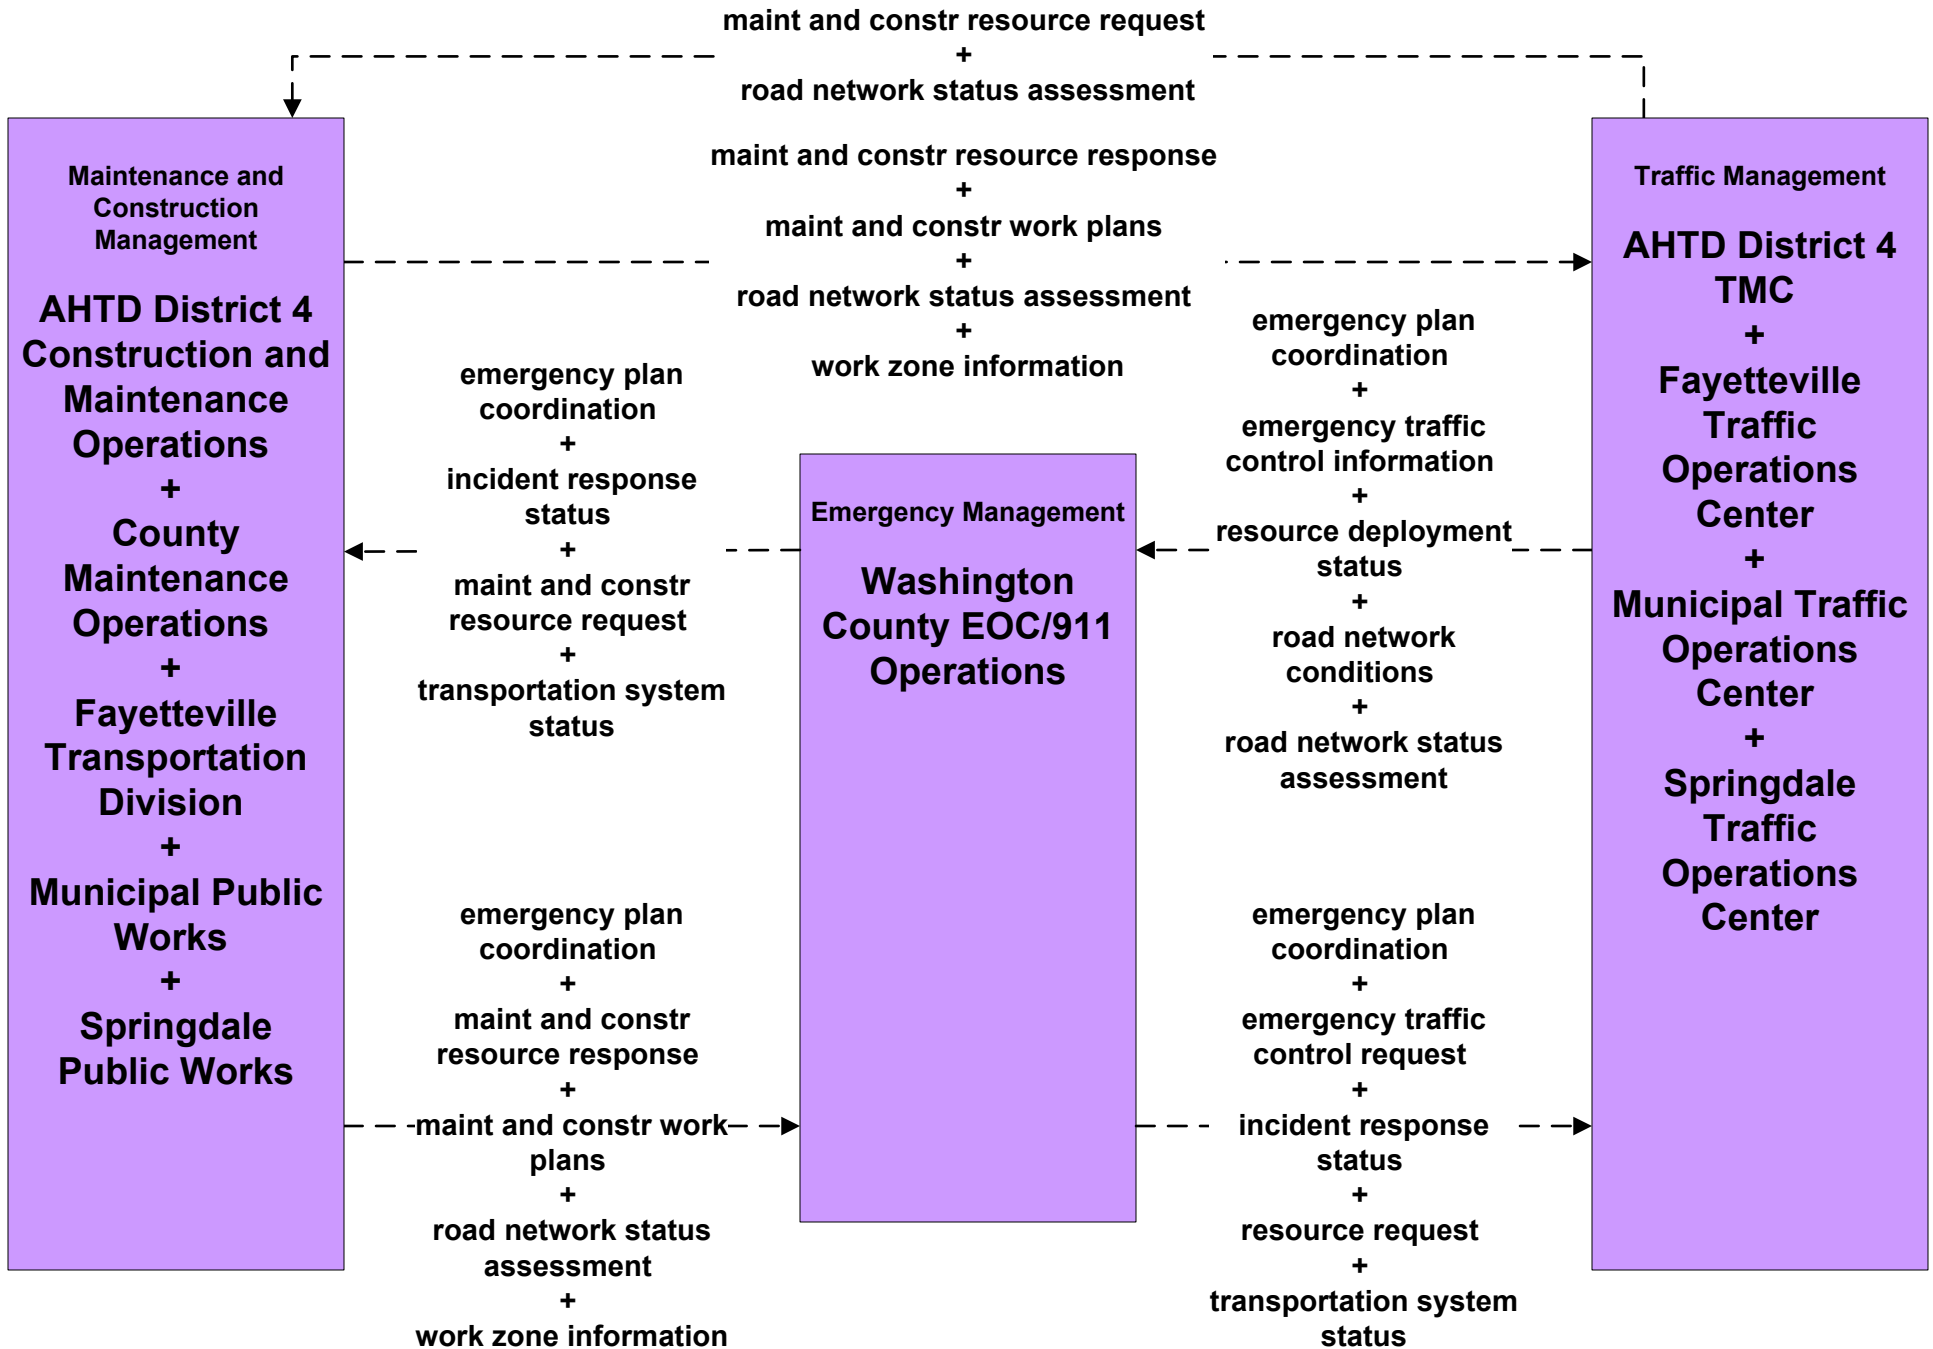 maint and constr resource request
+
road network status assessment
Maintenance and
Construction
Management
AHTD District 4
Construction and
Maintenance
Operations
+
County
Maintenance
Operations
+
Fayetteville
Transportation
Division
+
Municipal Public
Works
+
Springdale
Public Works
maint and constr resource response
+
maint and constr work plans
+
road network status assessment
+
work zone information
emergency plan
coordination
+
incident response
status
+
maint and constr
resource request
+
transportation system
status
emergency plan
coordination
+
maint and constr
resource response
+
maint and constr work
plans
+
road network status
assessment
+
work zone information
Emergency Management
Washington
County EOC/911
Operations
emergency plan
coordination
+
emergency traffic
control information
+
resource deployment
status
+
road network
conditions
+
road network status
assessment
emergency plan
coordination
+
emergency traffic
control request
+
incident response
status
+
resource request
+
transportation system
status
Traffic Management
AHTD District 4
TMC
+
Fayetteville
Traffic
Operations
Center
+
Municipal Traffic
Operations
Center
+
Springdale
Traffic
Operations
Center